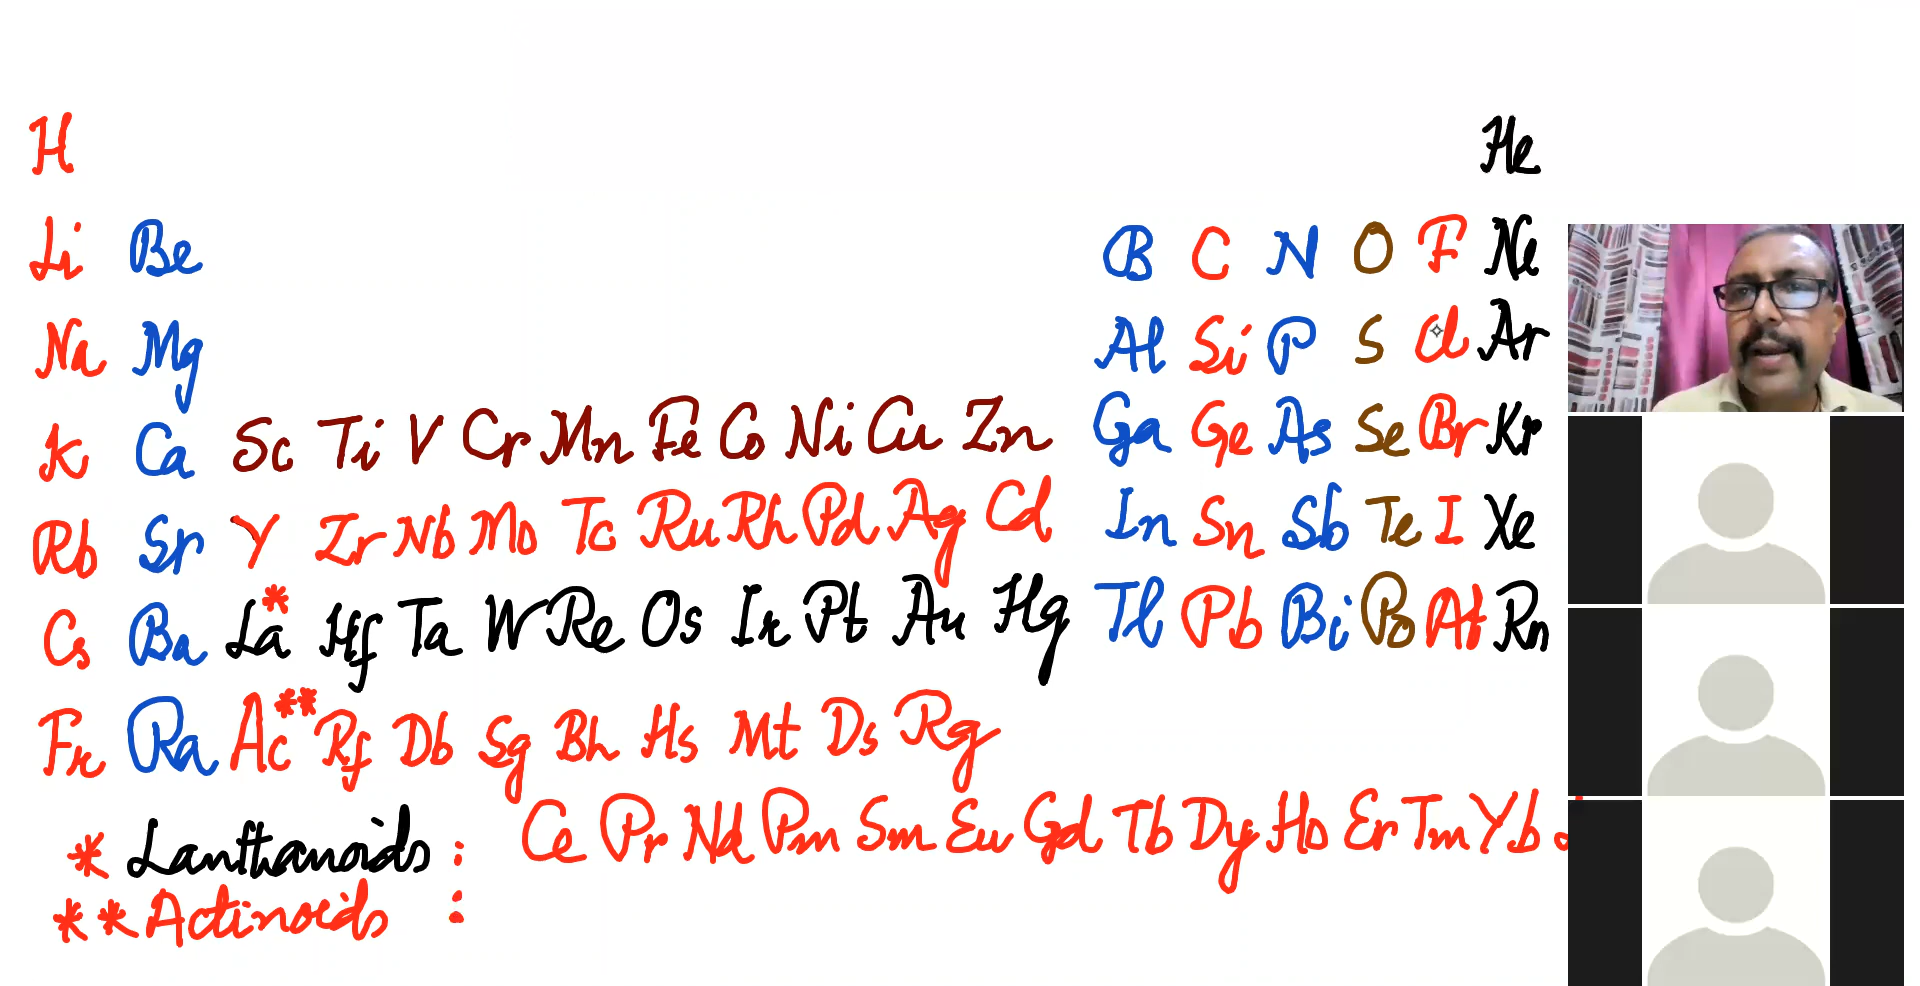 H He
Li Be B C N O F Ne
Na Mg Al Si P S Cl Ar
K Ca Sc Ti V Cr Mn Fe Co Ni Cu Zn Ga Ge As Se Br Kr
Rb Sr Y Zr Nb Mo Tc Ru Rh Pd Ag Cd In Sn Sb Te I Xe
Cs Ba La* Hf Ta W Re Os Ir Pt Au Hg Tl Pb Bi Po At Rn
Fr Ra Ac** Rf Db Sg Bh Hs Mt Ds Rg
* Lanthanoids : Ce Pr Nd Pm Sm Eu Gd Tb Dy Ho Er Tm Yb
** Actinoids :